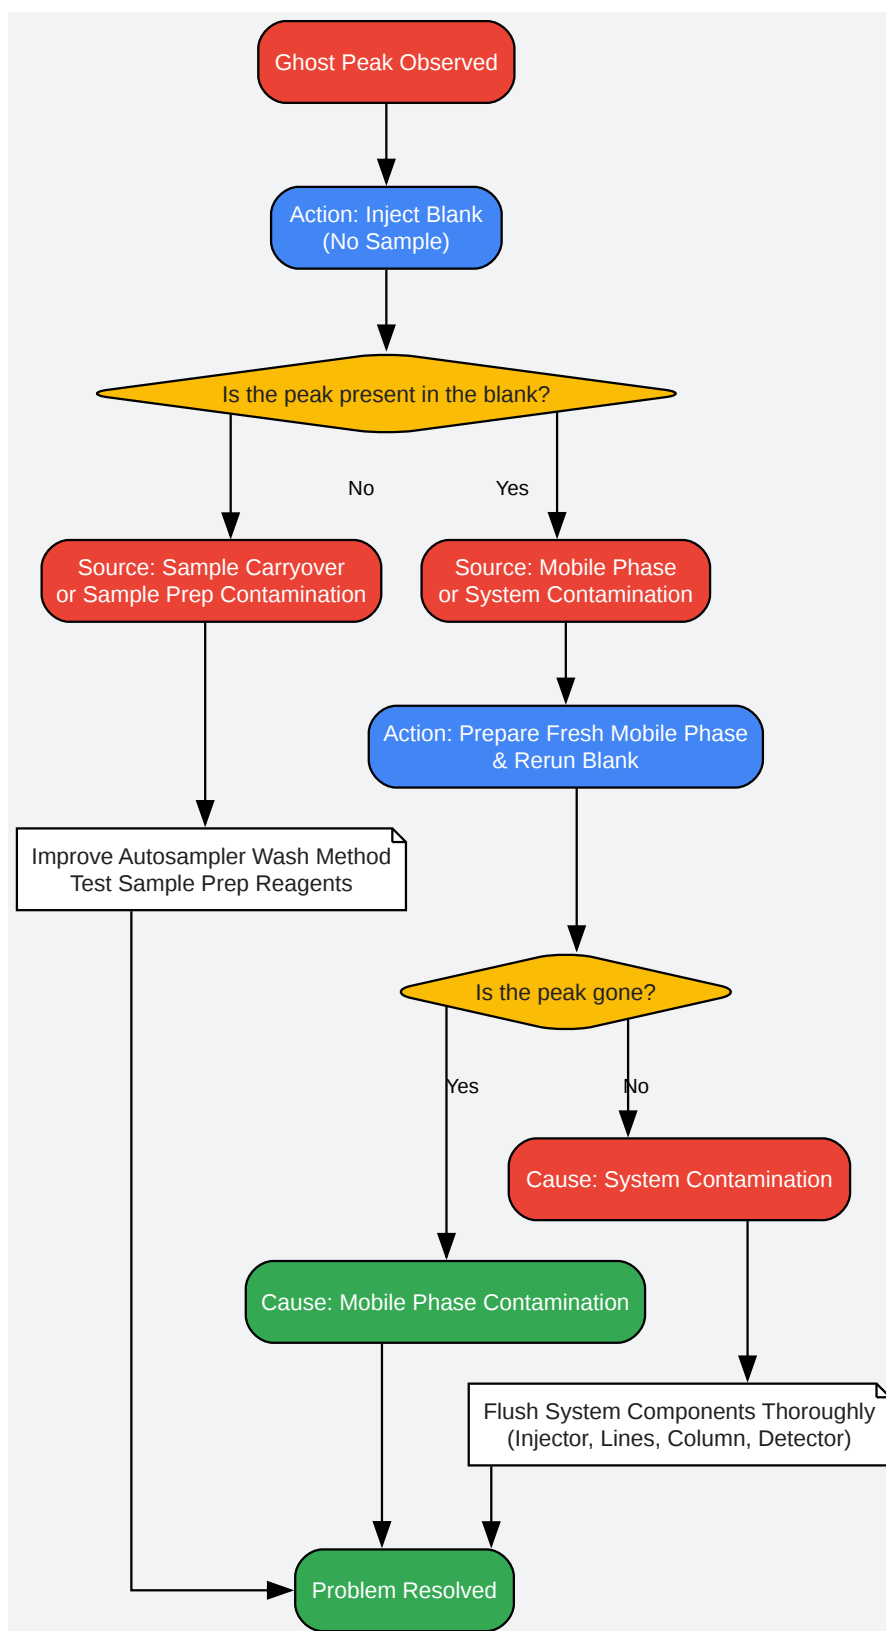 Ghost Peak Observed
Action: Inject Blank
(No Sample)
Is the peak present in the blank?
No
Yes
Source: Sample Carryover
or Sample Prep Contamination
Source: Mobile Phase
or System Contamination
Action: Prepare Fresh Mobile Phase
& Rerun Blank
Improve Autosampler Wash Method
Test Sample Prep Reagents
Is the peak gone?
Yes
No
Cause: System Contamination
Cause: Mobile Phase Contamination
Flush System Components Thoroughly
(Injector, Lines, Column, Detector)
Problem Resolved